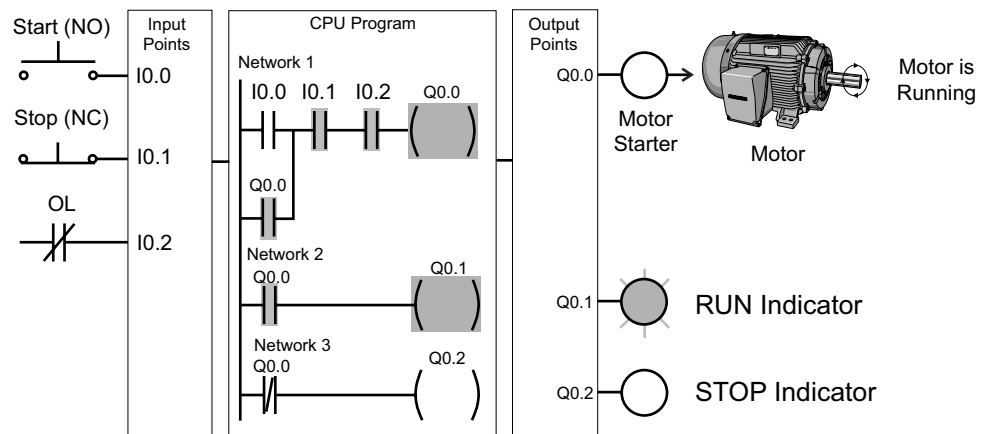 Start (NO)
I0.0
Stop (NC)
I0.1
OL
I0.2
Input
Points
CPU Program
Network 1
I0.0 I0.1 I0.2 Q0.0
Q0.0
Network 2
Q0.0 Q0.1
Network 3
Q0.0 Q0.2
Output
Points
Q0.0
Q0.1
Q0.2
Motor
Starter
Motor
Motor is
Running
RUN Indicator
STOP Indicator